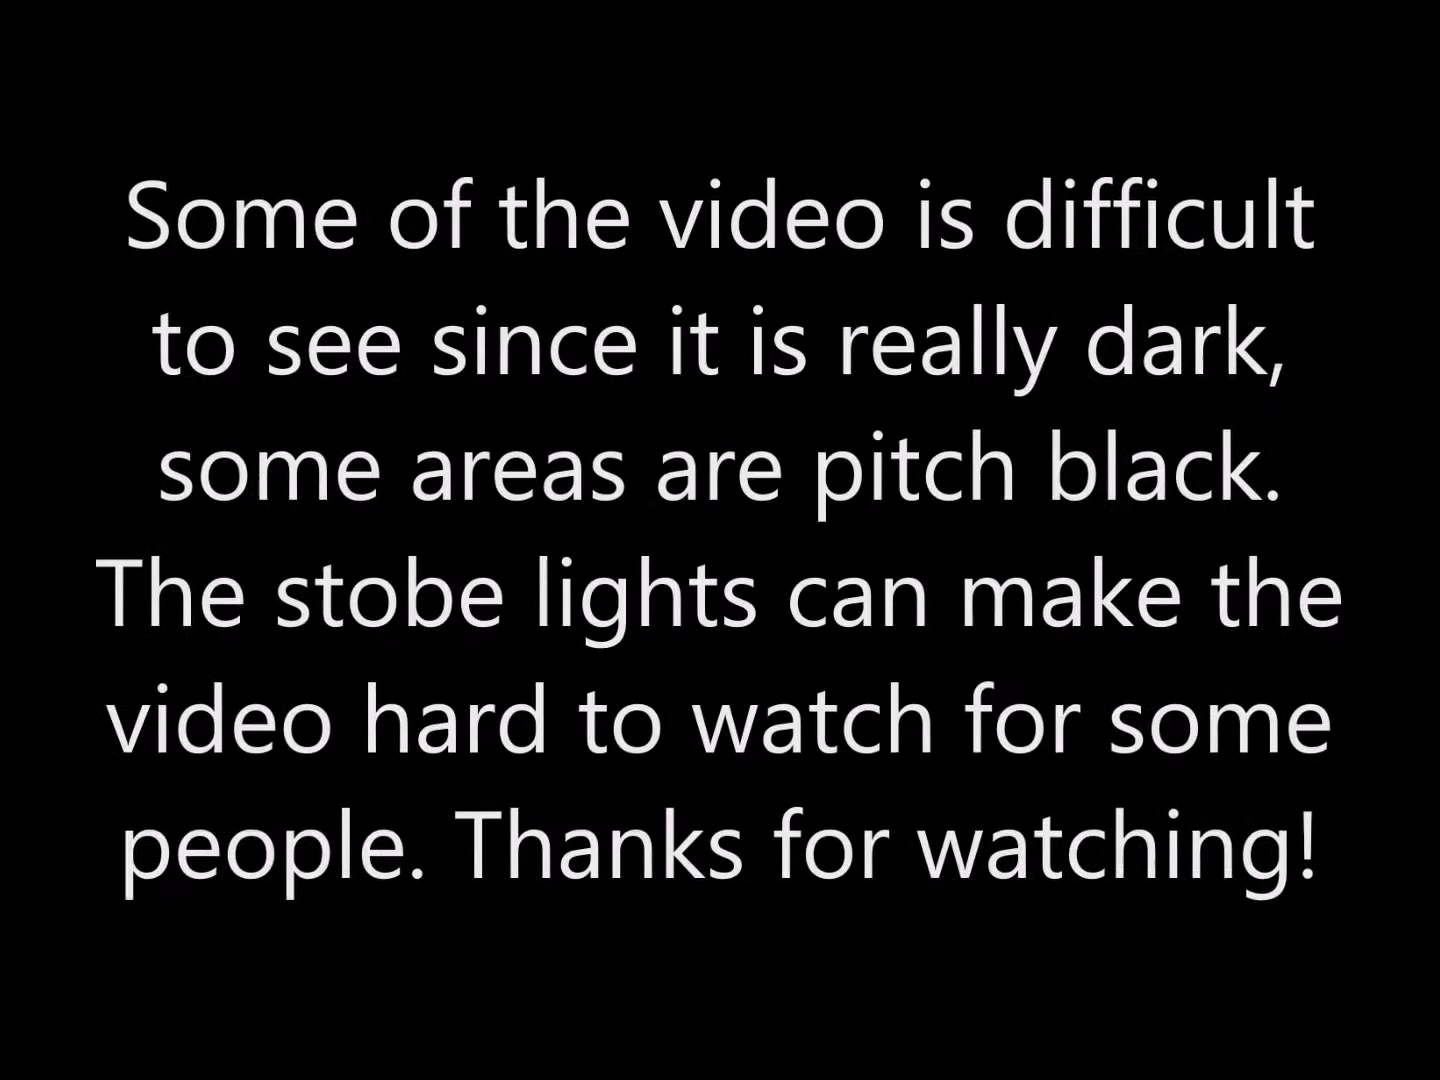 Some of the video is difficult
to see since it is really dark,
some areas are pitch black.
The stobe lights can make the
video hard to watch for some
people. Thanks for watching!